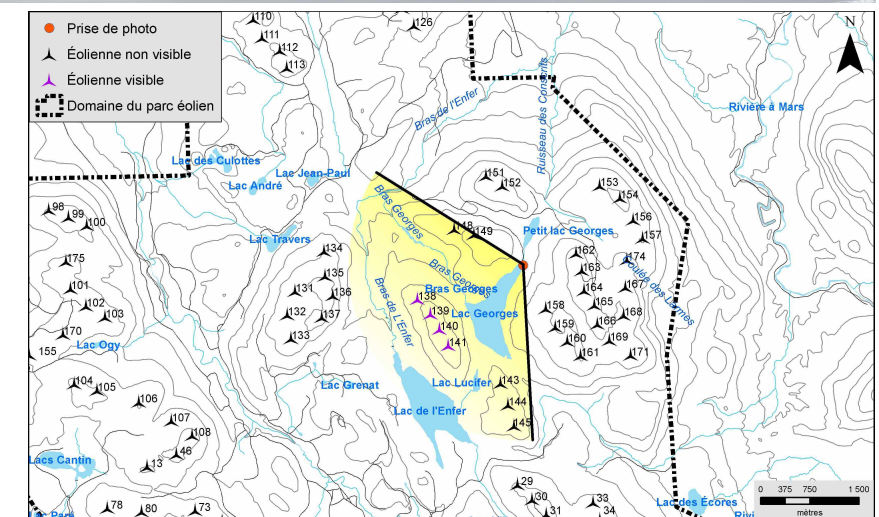 Prise de photo
Éolienne non visible
Éolienne visible
Domaine du parc éolien
110
111
112
113
126
N
Rivière à Mars
Bras de l'Enfer
Ruisseau des Conscrits
Lac des Culottes
Lac Jean-Paul
Lac André
151
152
153
154
98
99
100
Bras Georges
156
148
149
Petit lac Georges
157
Lac Travers
134
162
174
175
135
Bras Georges
163
Coulée des Larmes
101
131
136
Bras Georges
164
167
138
102
103
132
137
139
Lac Georges
158
165
168
140
159
166
170
133
Bras de L'Enfer
141
160
169
Lac Ogy
155
161
171
104
105
Lac Grenat
Lac Lucifer
143
106
Lac de l'Enfer
144
107
145
108
Lacs Cantin
46
13
29
78
80
73
30
31
33
34
Lac des Écores
0 375 750 1 500
mètres